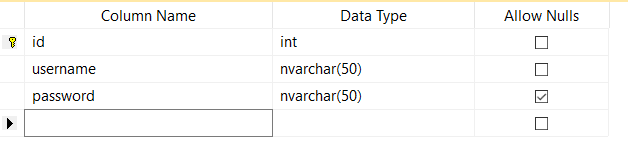 Column Name Data Type Allow Nulls
id int
username nvarchar(50)
password nvarchar(50)